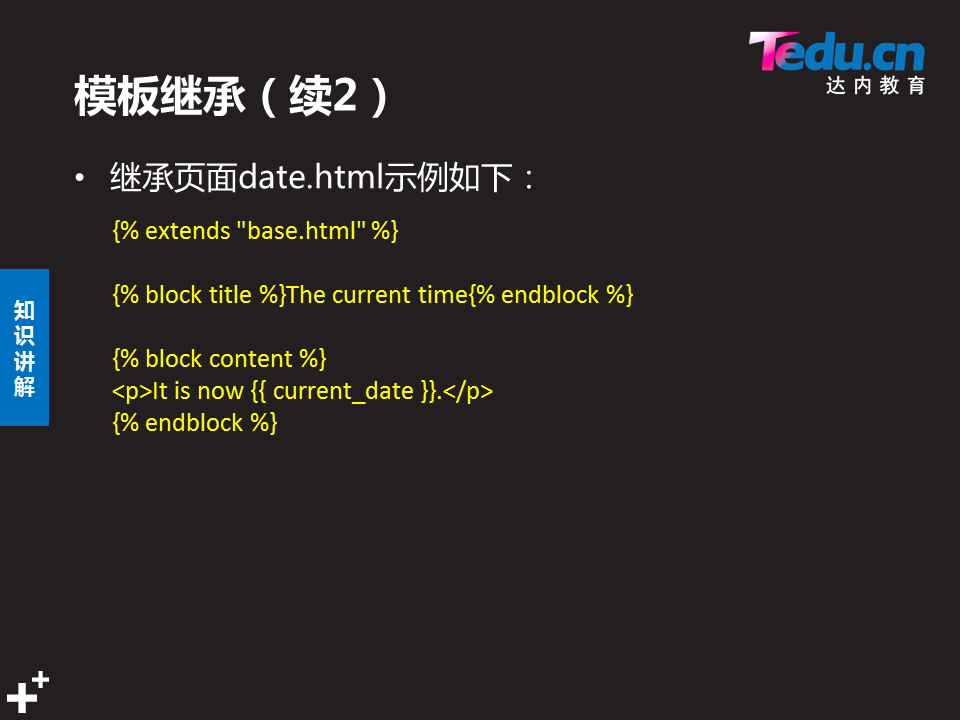 Tedu.cn
达内教育
模板继承（续2）
• 继承页面date.html示例如下：
{% extends "base.html" %}
{% block title %}The current time{% endblock %}
{% block content %}
<p>It is now {{ current_date }}.</p>
{% endblock %}
知识讲解